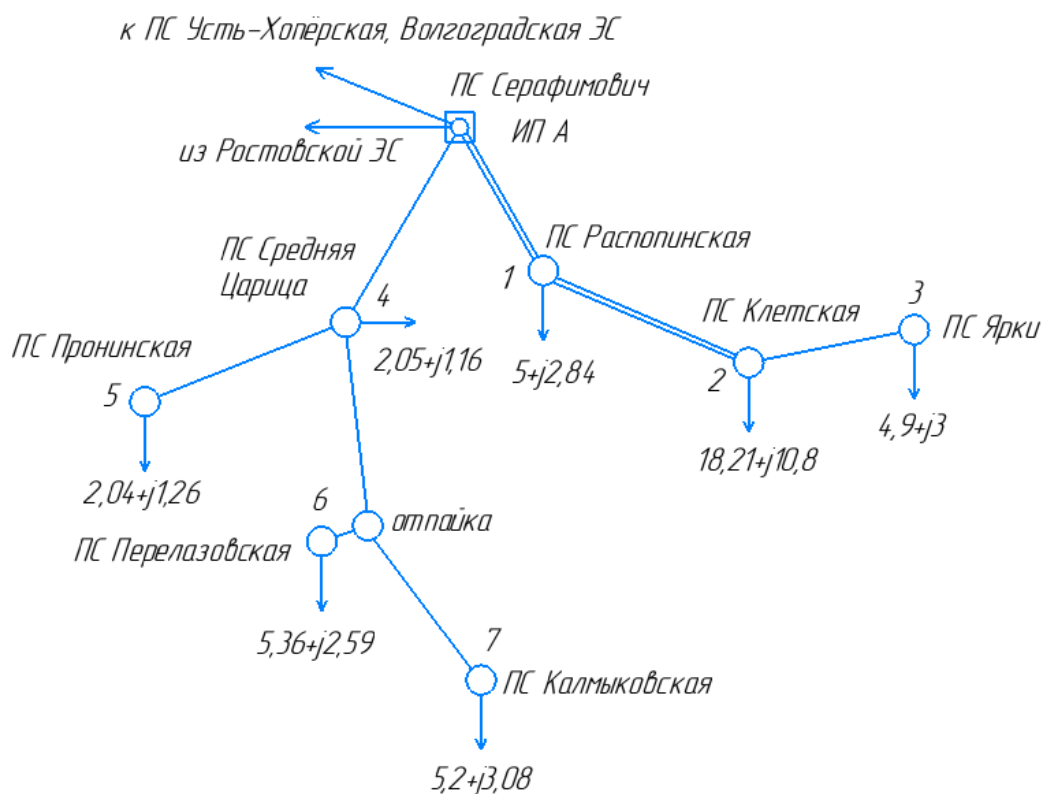 к ПС Усть-Хопёрская, Волгоградская ЭС
ПС Серафимович
ИП А
из Ростовской ЭС
ПС Распопинская
1
5+j2,84
ПС Средняя
Царица
4
2,05+j1,16
ПС Клетская
2
18,21+j10,8
3
ПС Ярки
4,9+j3
ПС Пронинская
5
2,04+j1,26
6
отпайка
ПС Перелазовская
5,36+j2,59
7
ПС Калмыковская
5,2+j3,08